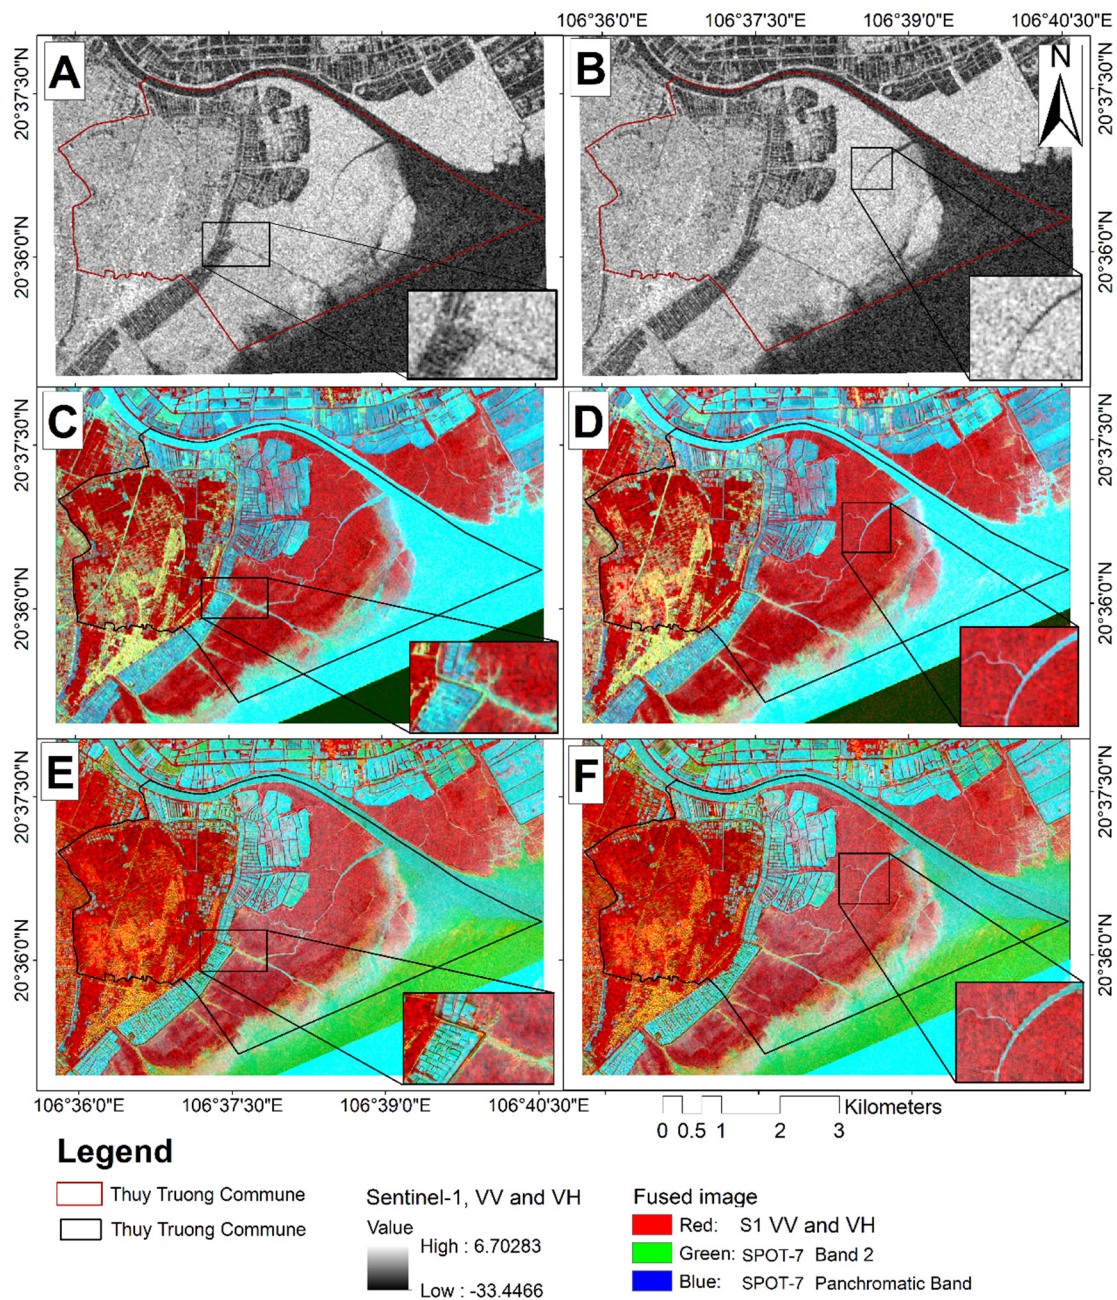 106°36'0"E 106°37'30"E 106°39'0"E 106°40'30"E
A
B
N
20°37'30"N
20°36'0"N
20°37'30"N
20°36'0"N
C
D
20°37'30"N
20°36'0"N
20°37'30"N
20°36'0"N
E
F
20°37'30"N
20°36'0"N
20°37'30"N
20°36'0"N
106°36'0"E 106°37'30"E 106°39'0"E 106°40'30"E
Kilometers
0 0.5 1 2 3
Legend
Thuy Truong Commune
Thuy Truong Commune
Sentinel-1, VV and VH
Value
High : 6.70283
Low : -33.4466
Fused image
Red: S1 VV and VH
Green: SPOT-7 Band 2
Blue: SPOT-7 Panchromatic Band